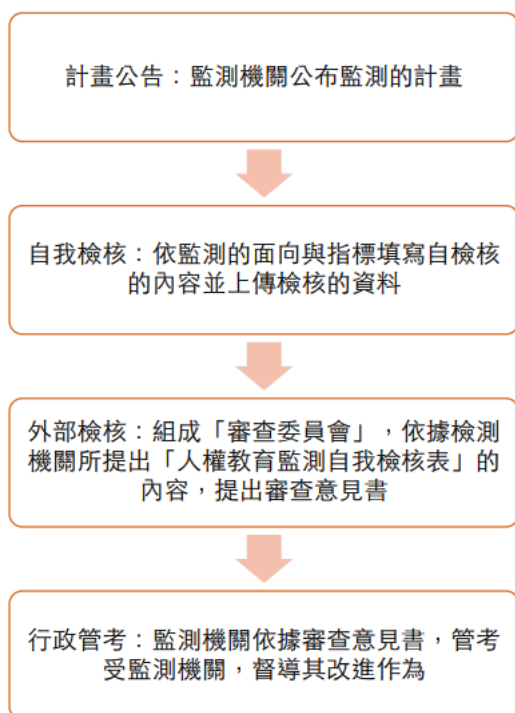 計畫公告：監測機關公布監測的計畫
自我檢核：依監測的面向與指標填寫自檢核
的內容並上傳檢核的資料
外部檢核：組成「審查委員會」，依據檢測
機關所提出「人權教育監測自我檢核表」的
內容，提出審查意見書
行政管考：監測機關依據審查意見書，管考
受監測機關，督導其改進作為